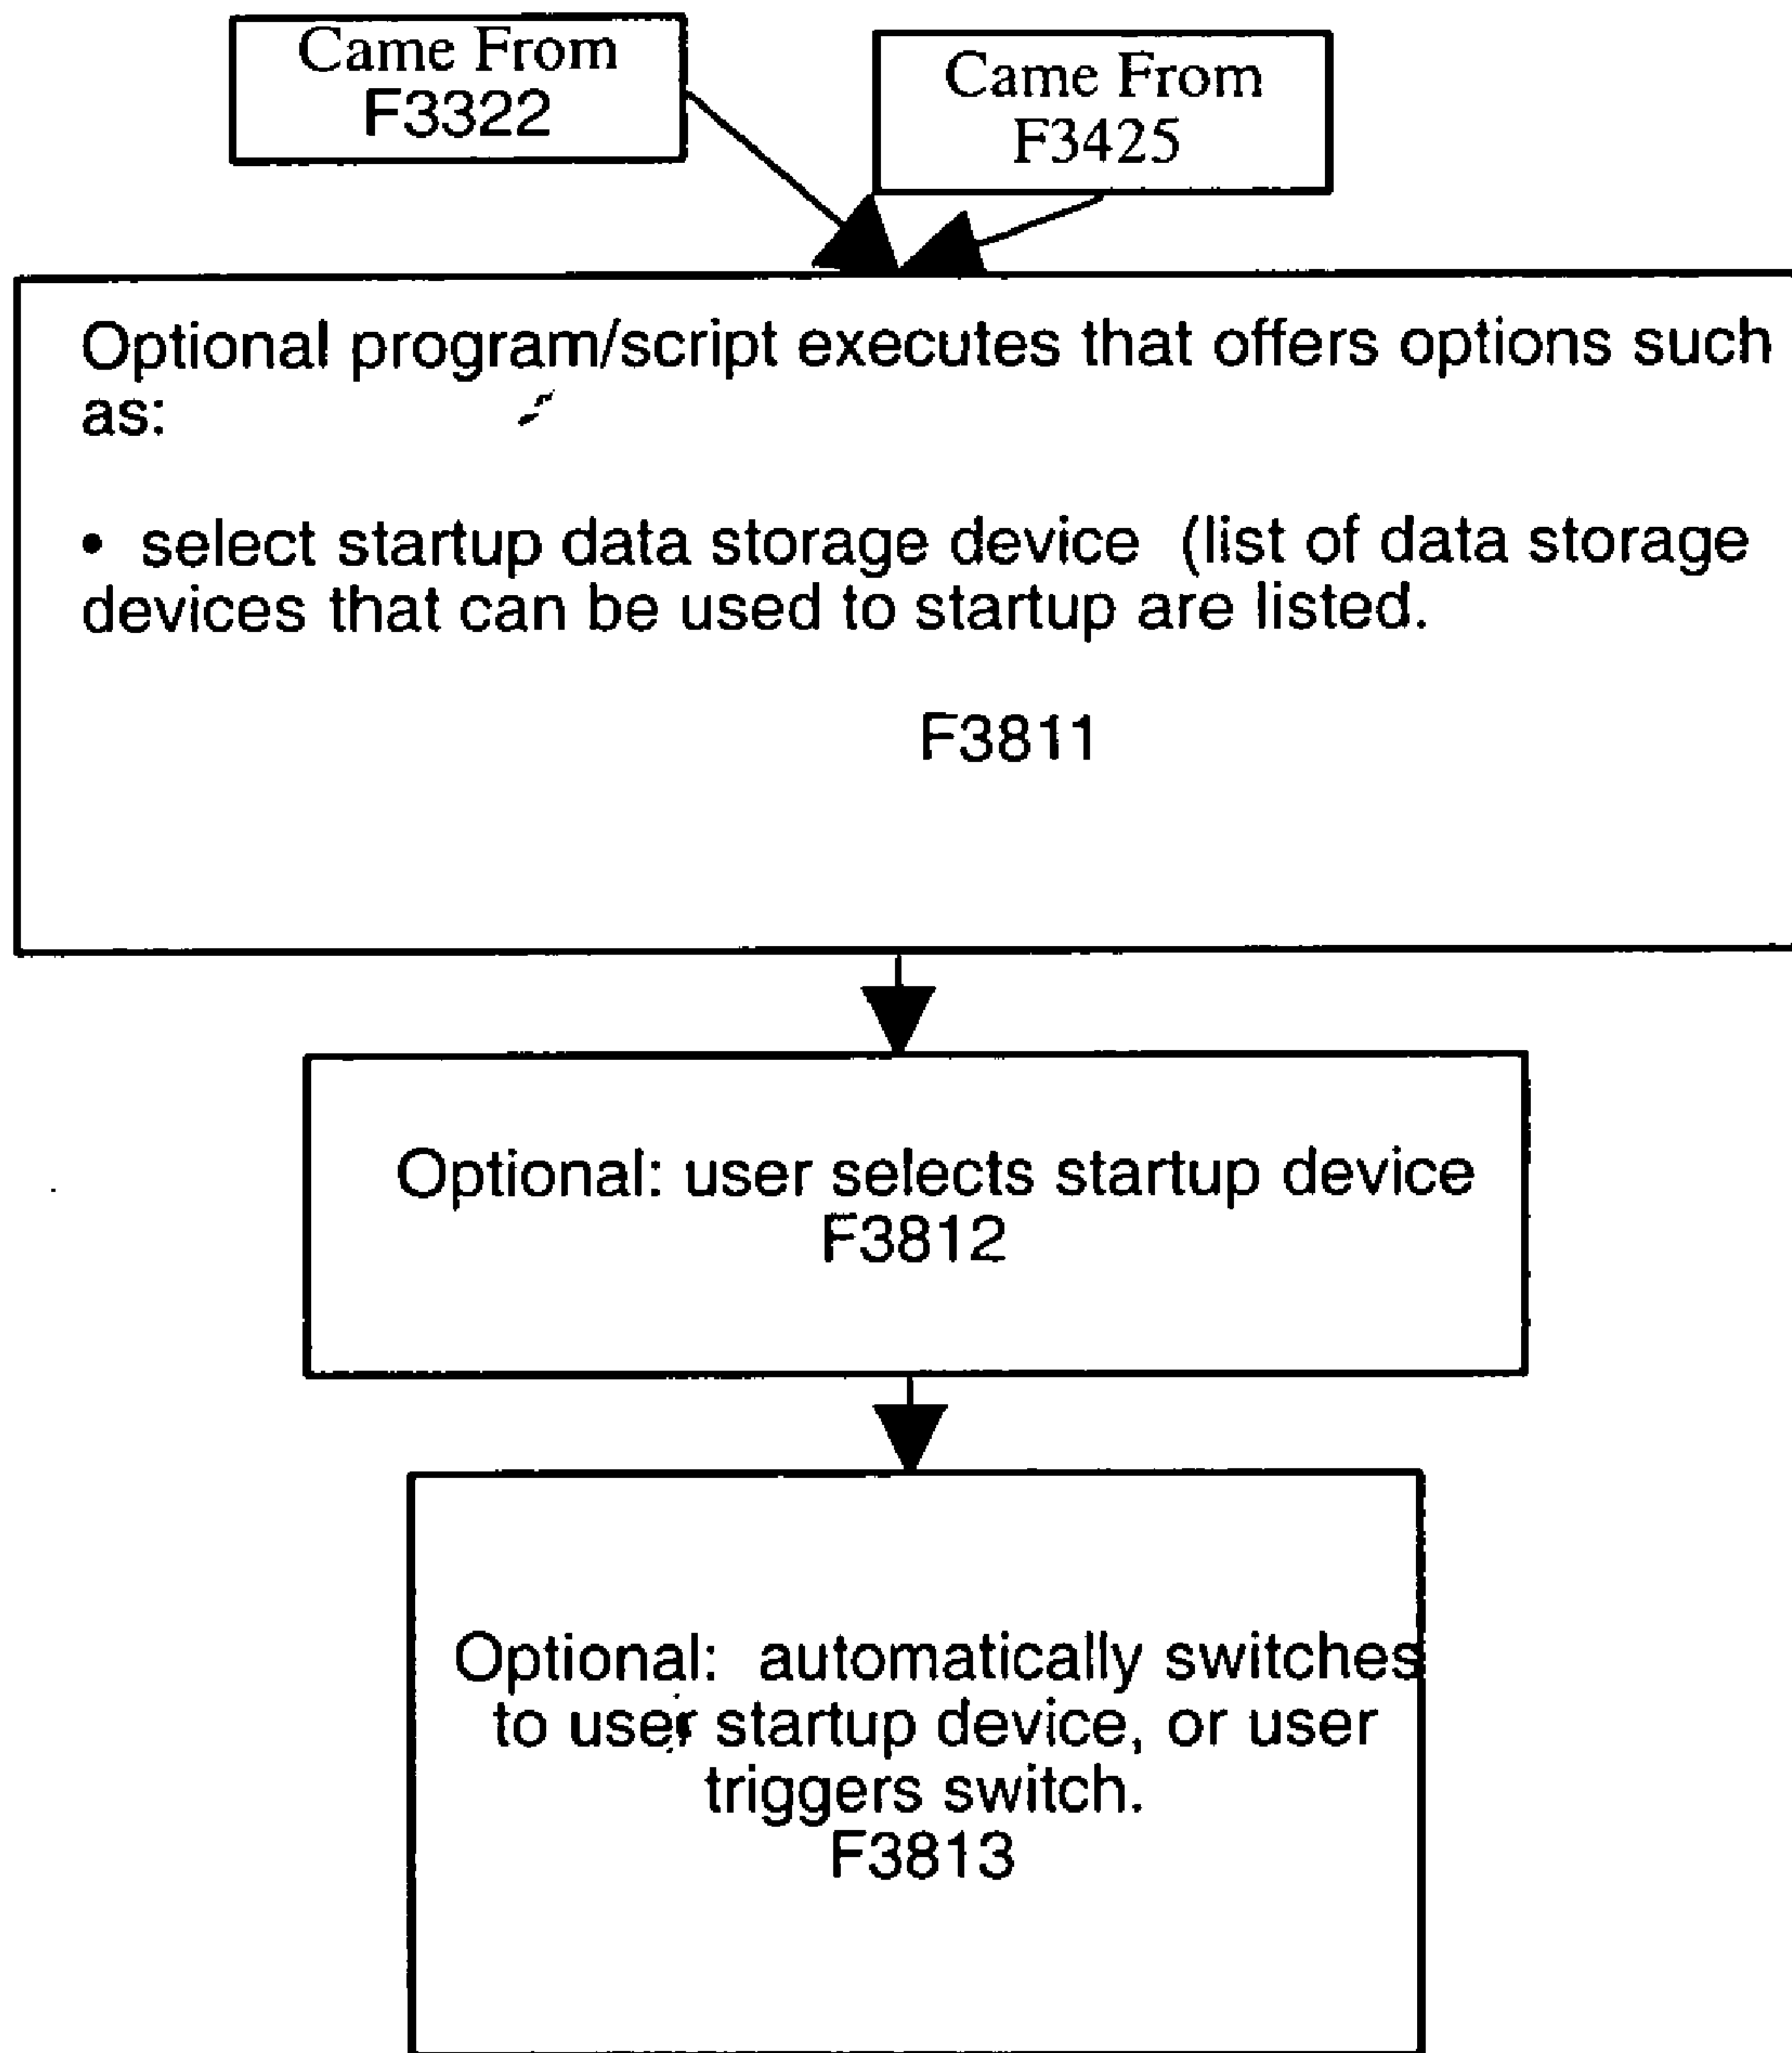 Came From
F3322
Came From
F3425
Optional program/script executes that offers options such
as:
• select startup data storage device (list of data storage
devices that can be used to startup are listed.
F3811
Optional: user selects startup device
F3812
Optional: automatically switches
to user startup device, or user
triggers switch.
F3813